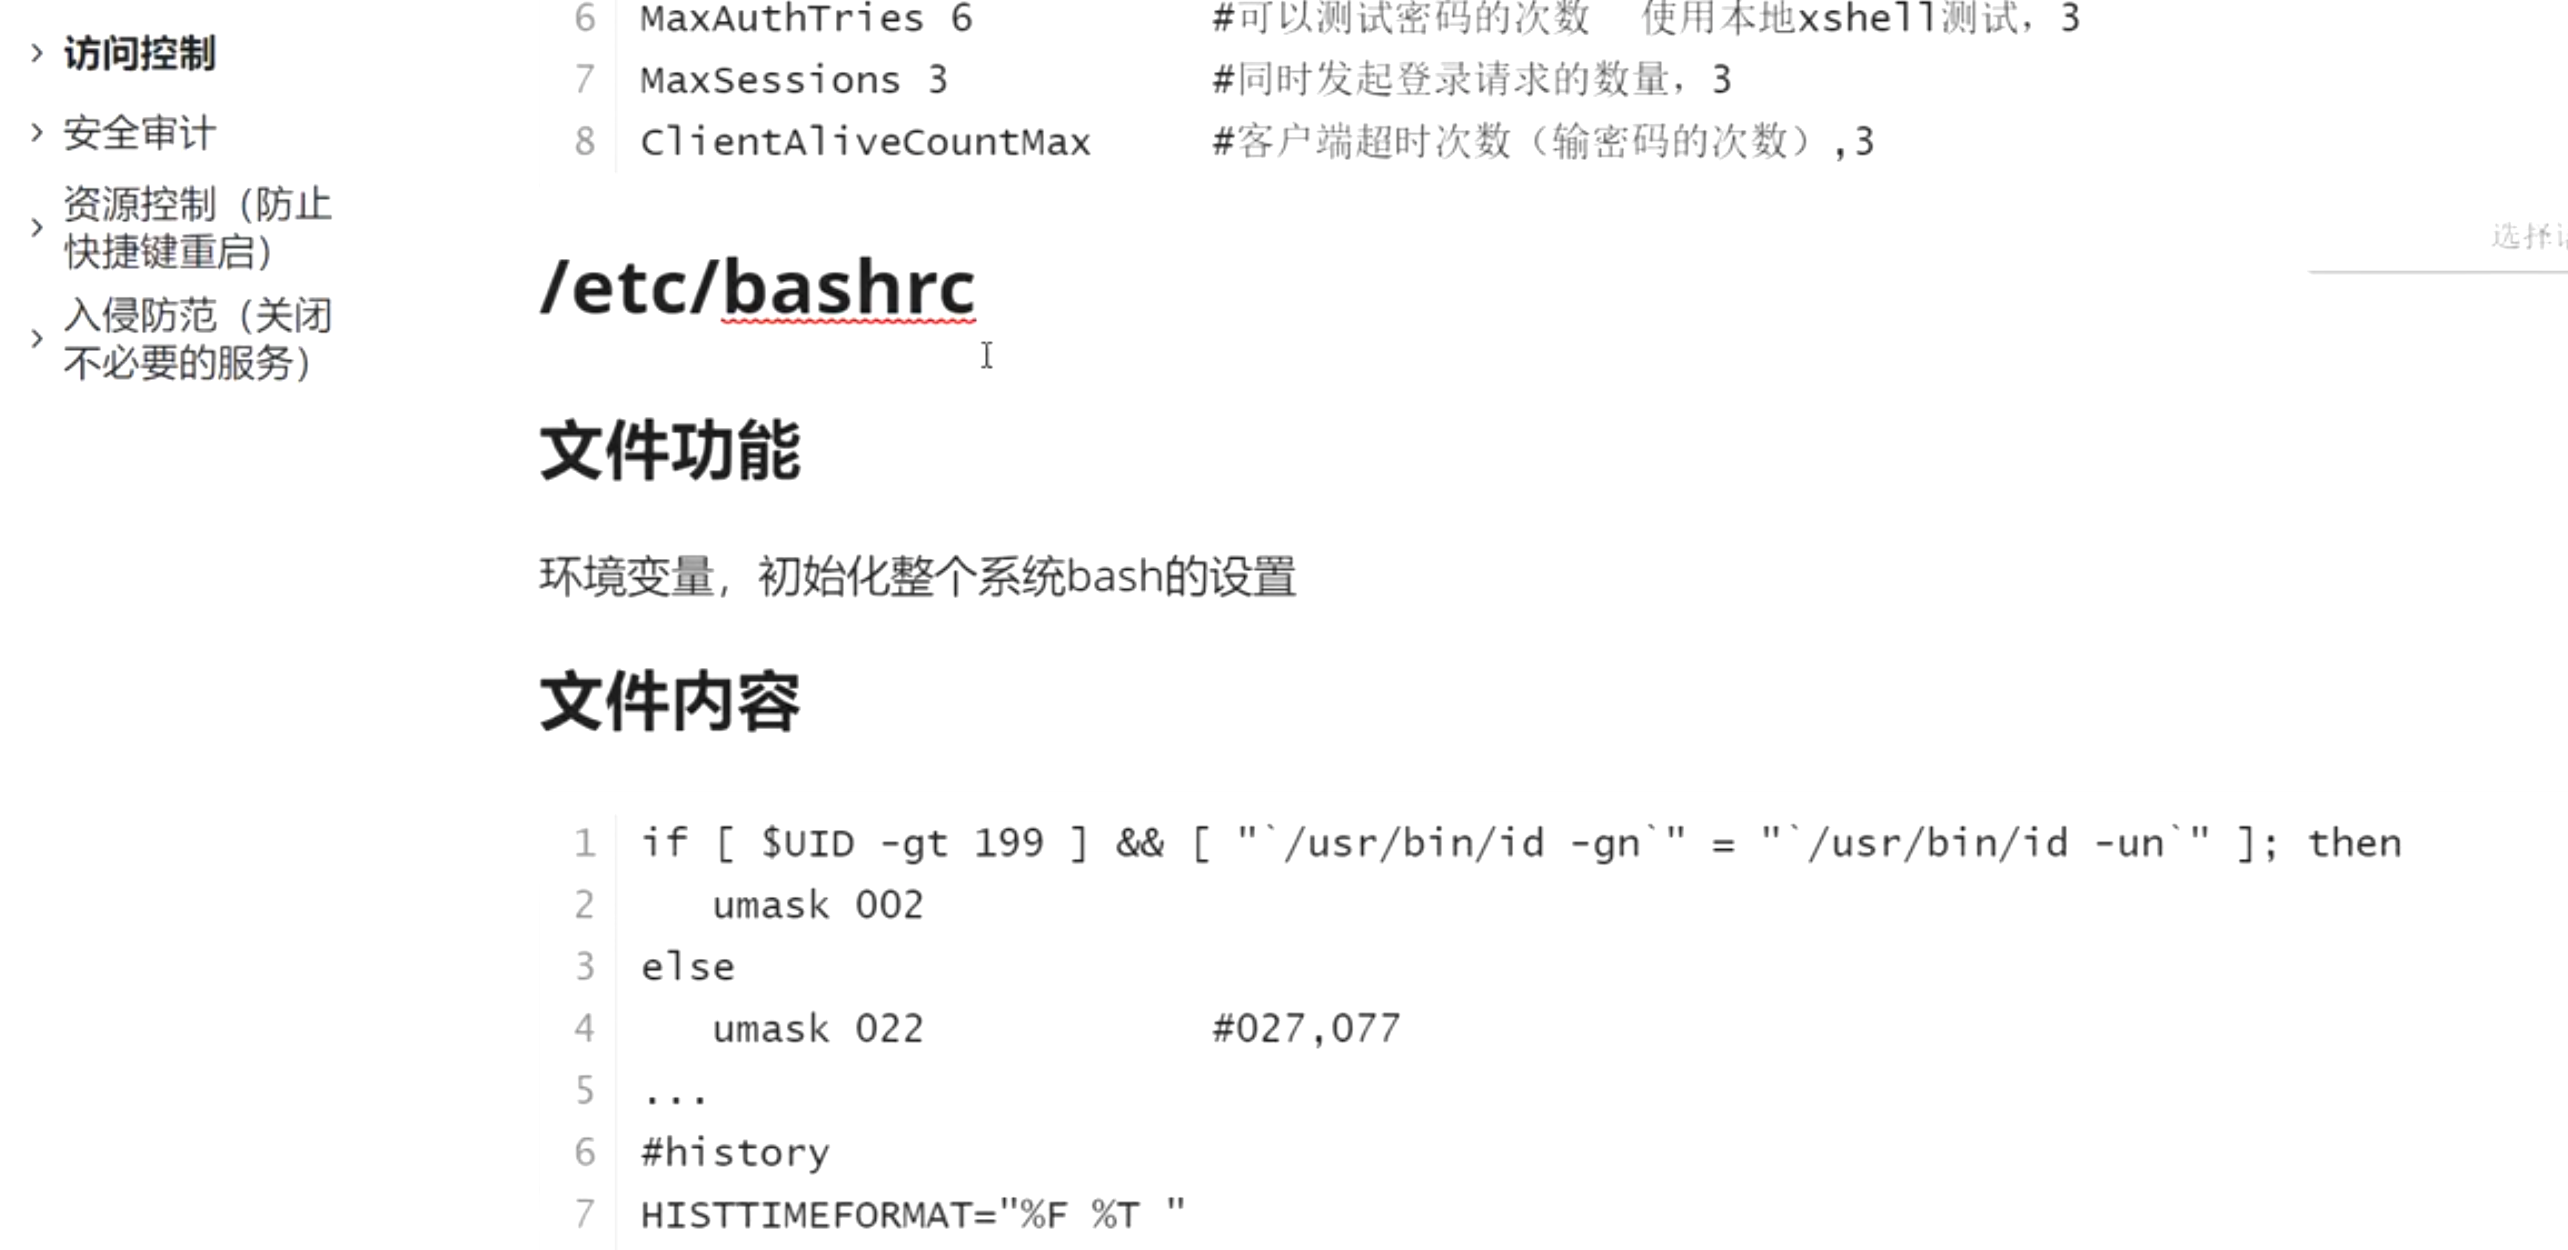 访问控制
安全审计
资源控制（防止
快捷键重启）
入侵防范（关闭
不必要的服务）
6 MaxAuthTries 6 #可以测试密码的次数 使用本地xshell测试，3
7 MaxSessions 3 #同时发起登录请求的数量，3
8 ClientAliveCountMax #客户端超时次数（输密码的次数）,3
选择
/etc/bashrc
文件功能
环境变量，初始化整个系统bash的设置
文件内容
1 if [ $UID -gt 199 ] && [ "`/usr/bin/id -gn`" = "`/usr/bin/id -un`" ]; then
2 umask 002
3 else
4 umask 022 #027,077
5 ...
6 #history
7 HISTTIMEFORMAT="%F %T "